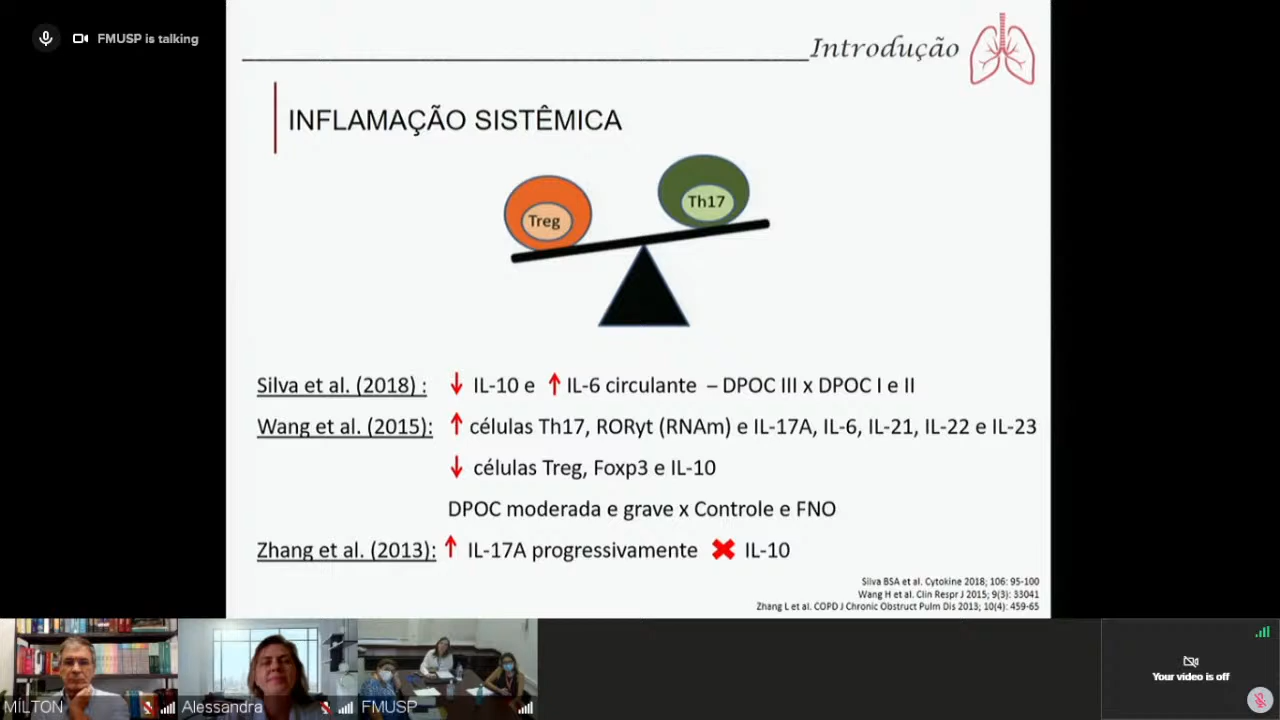 FMUSP is talking
Introdução
INFLAMAÇÃO SISTÊMICA
Treg
Th17
Silva et al. (2018) : ↓ IL-10 e ↑ IL-6 circulante – DPOC III x DPOC I e II
Wang et al. (2015): ↑ células Th17, RORyt (RNAm) e IL-17A, IL-6, IL-21, IL-22 e IL-23
↓ células Treg, Foxp3 e IL-10
DPOC moderada e grave x Controle e FNO
Zhang et al. (2013): ↑ IL-17A progressivamente ✖ IL-10
Silva BSA et al. Cytokine 2018; 106: 95-100
Wang H et al. Clin Respr J 2015; 9(3): 33041
Zhang L et al. COPD J Chronic Obstruct Pulm Dis 2013; 10(4): 459-65
MILTON
Alessandra
FMUSP
Your video is off